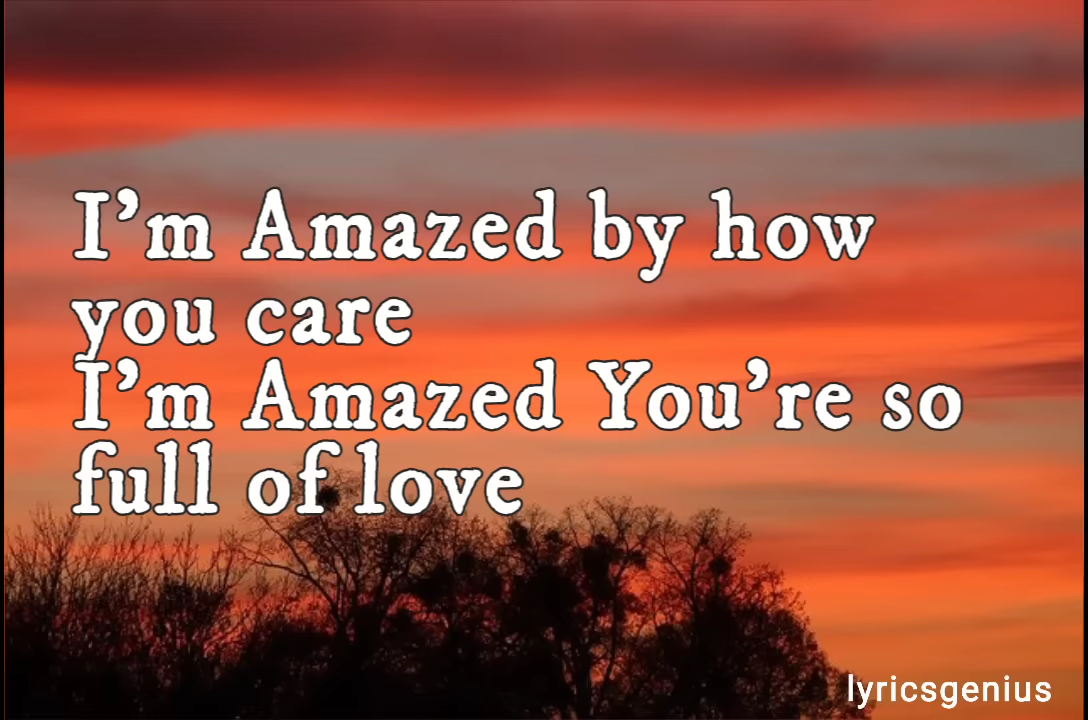 I'm Amazed by how
you care
I'm Amazed You're so
full of love
lyricsgenius